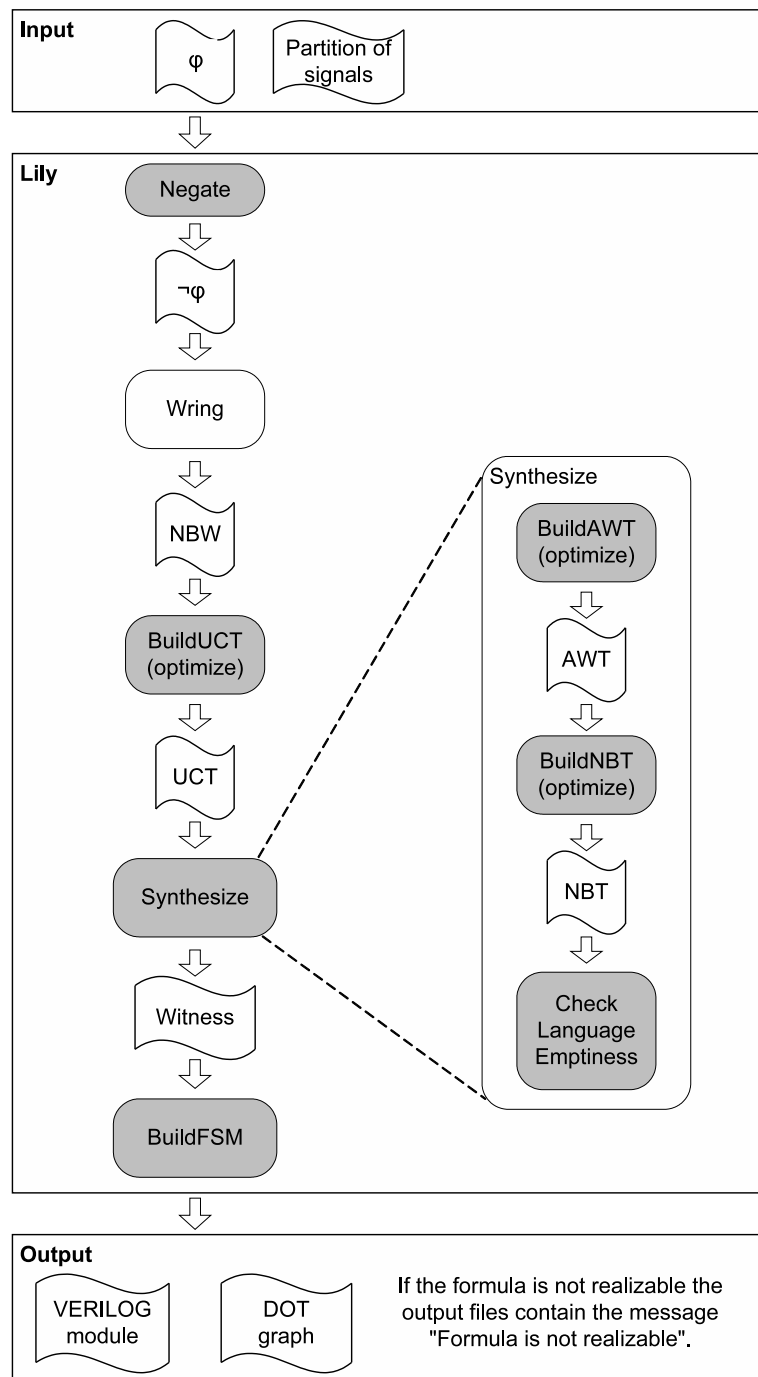 Input
φ
Partition of
signals
Lily
Negate
¬φ
Wring
NBW
BuildUCT
(optimize)
UCT
Synthesize
Witness
BuildFSM
Synthesize
BuildAWT
(optimize)
AWT
BuildNBT
(optimize)
NBT
Check
Language
Emptiness
Output
VERILOG
module
DOT
graph
If the formula is not realizable the
output files contain the message
"Formula is not realizable".